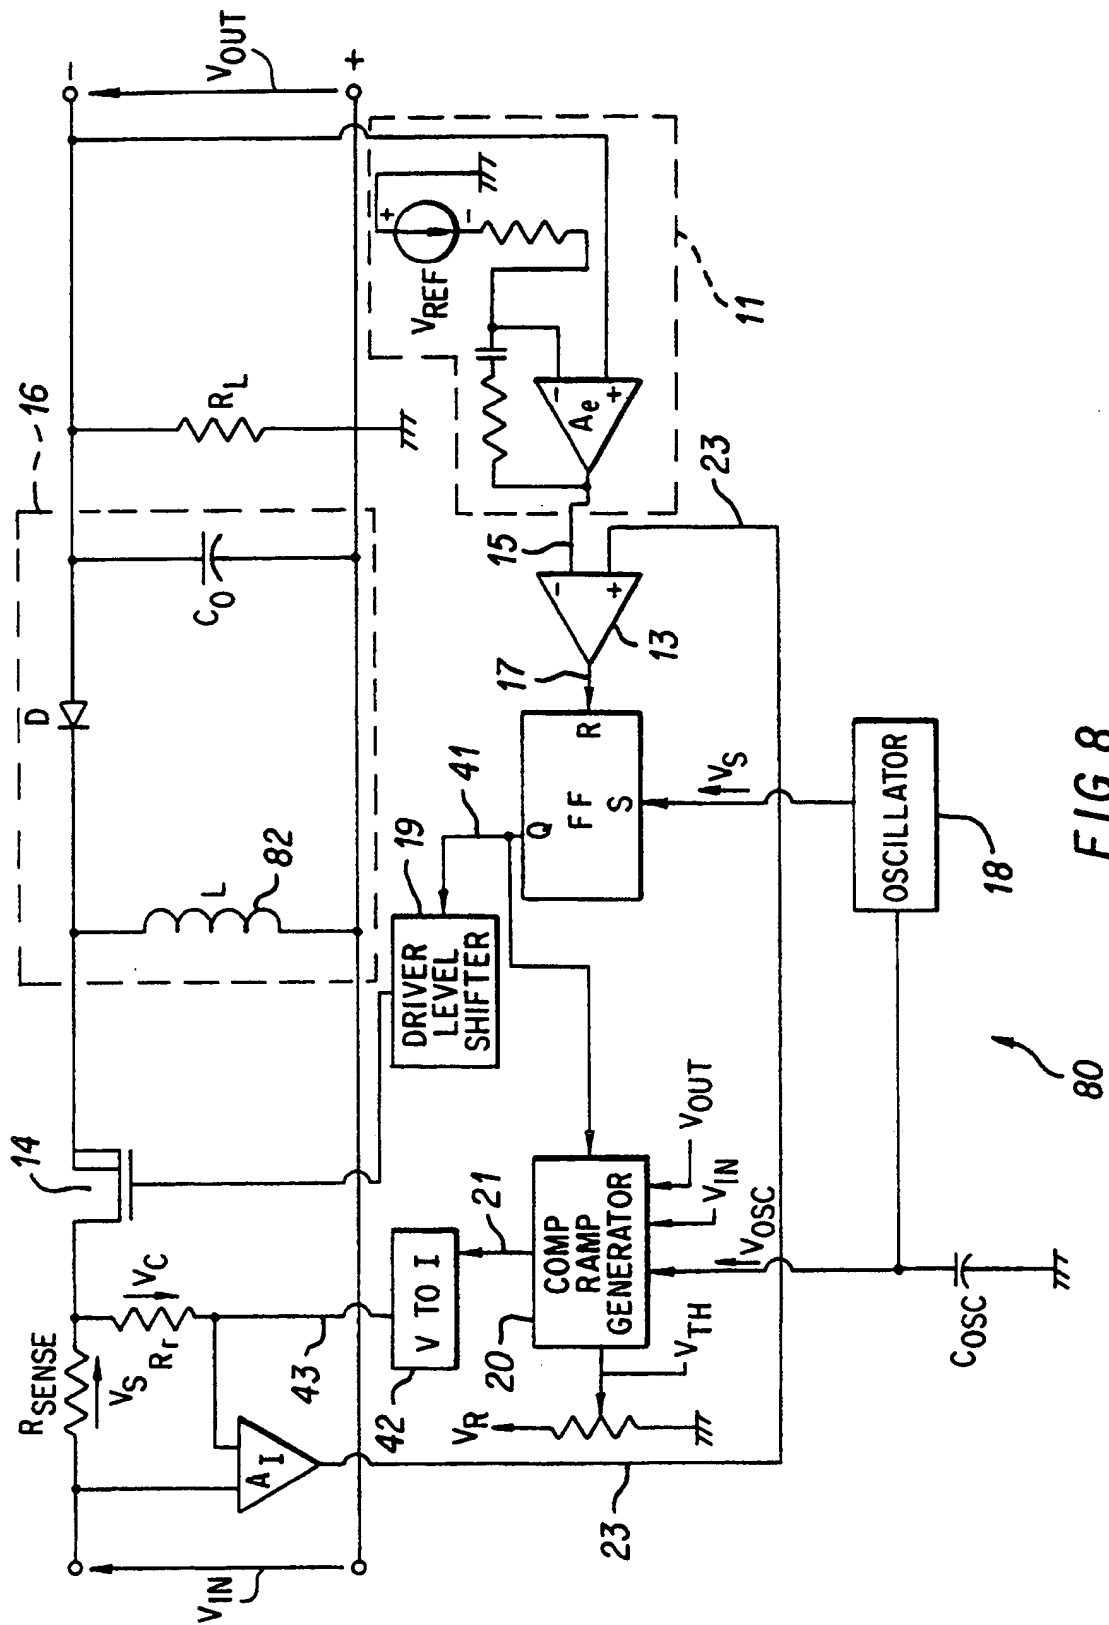 16
-
VOUT
+
14
D
RSENSE
VS
VC
Rr
L
82
CO
RL
VIN
AI
43
42
V TO I
21
DRIVER
LEVEL
SHIFTER
19
41
VREF
+
-
11
Ae
-
+
15
23
-
+
13
17
Q
FF
R
S
VR
20
COMP
RAMP
GENERATOR
VTH
VOSC
VIN
VOUT
VS
23
COSC
OSCILLATOR
18
80
FIG.8